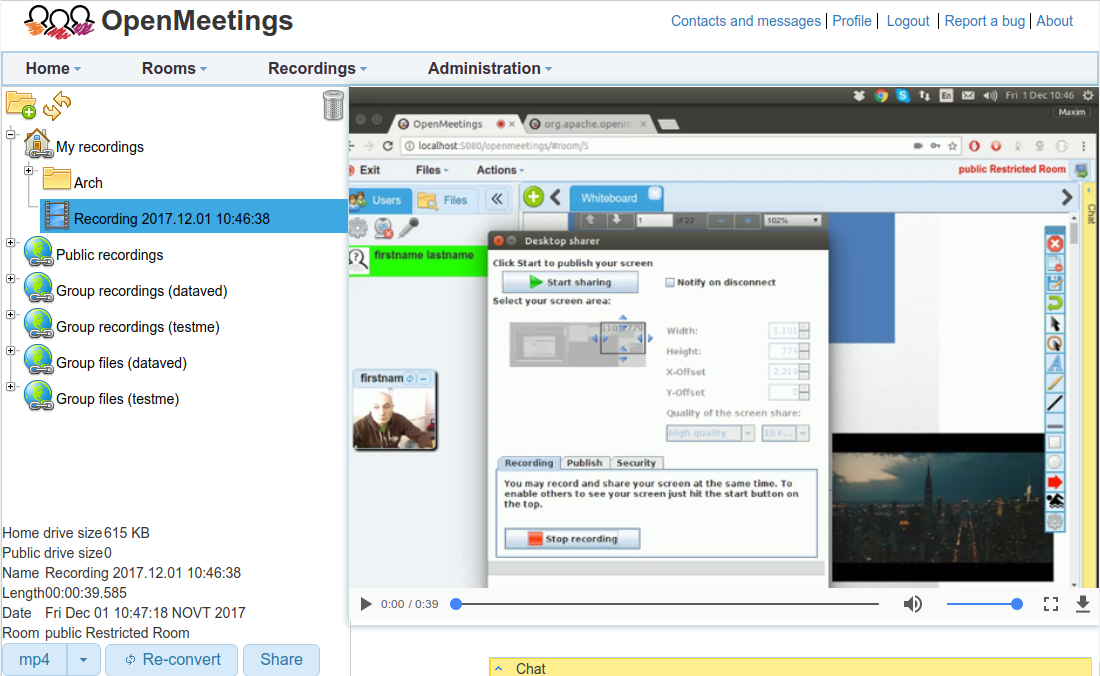 OpenMeetings
Contacts and messages Profile Logout Report a bug About
Home Rooms Recordings Administration
My recordings
Arch
Recording 2017.12.01 10:46:38
Public recordings
Group recordings (dataved)
Group recordings (testme)
Group files (dataved)
Group files (testme)
Home drive size 615 KB
Public drive size 0
Name Recording 2017.12.01 10:46:38
Length 00:00:39.585
Date Fri Dec 01 10:47:18 NOVT 2017
Room public Restricted Room
mp4 Re-convert Share
En Fri 1 Dec 10:46
OpenMeetings org.apache.openm Maxim
localhost:5080/openmeetings/#room/5
Exit Files Actions public Restricted Room
Users Files Whiteboard
Chat
1 of 22 102%
firstname lastname
firstnam
Desktop sharer
Click Start to publish your screen
Start sharing Notify on disconnect
Select your screen area:
Width: 1,101
Height: 779
X-Offset 2,219
Y-Offset 0
Quality of the screen share:
High quality 10 F...
Recording Publish Security
You may record and share your screen at the same time. To
enable others to see your screen just hit the start button on
the top.
Stop recording
0:00 / 0:39
Chat